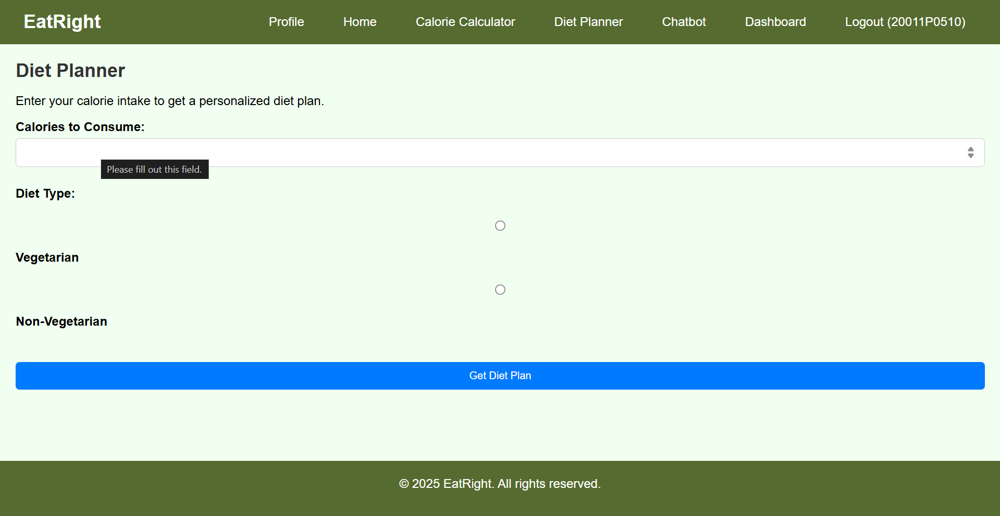 EatRight
Profile Home Calorie Calculator Diet Planner Chatbot Dashboard Logout (20011P0510)
Diet Planner
Enter your calorie intake to get a personalized diet plan.
Calories to Consume:
Please fill out this field.
Diet Type:
Vegetarian
Non-Vegetarian
Get Diet Plan
© 2025 EatRight. All rights reserved.